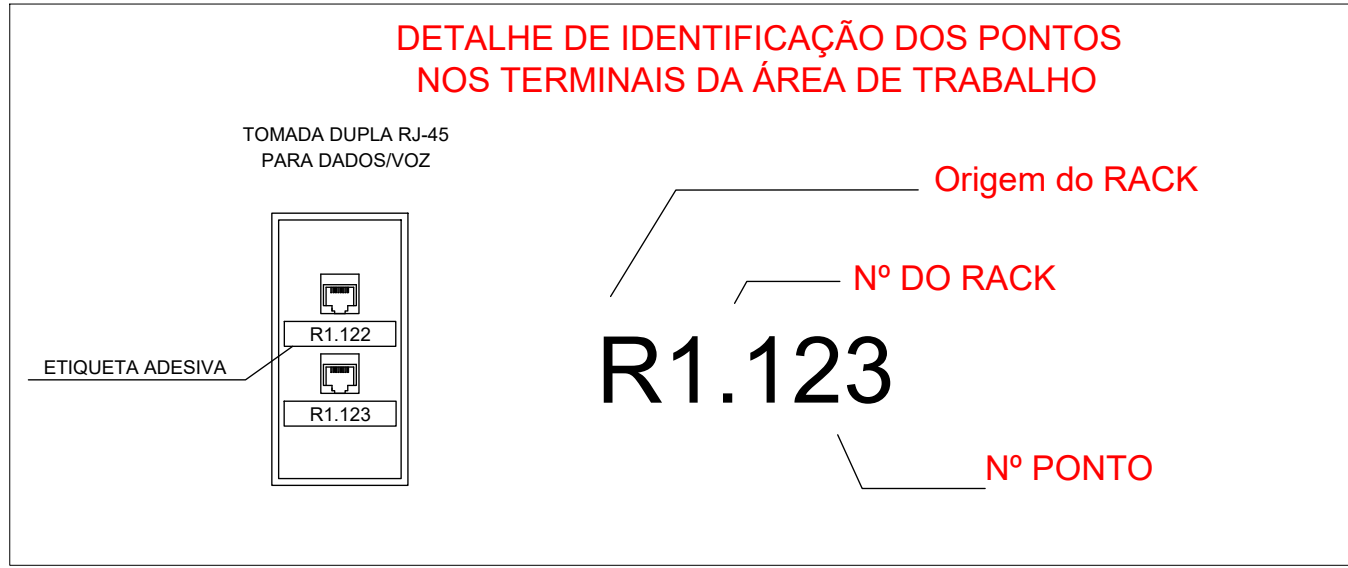 DETALHE DE IDENTIFICAÇÃO DOS PONTOS
NOS TERMINAIS DA ÁREA DE TRABALHO
TOMADA DUPLA RJ-45
PARA DADOS/VOZ
Origem do RACK
Nº DO RACK
R1.122
ETIQUETA ADESIVA
R1.123
R1.123
Nº PONTO